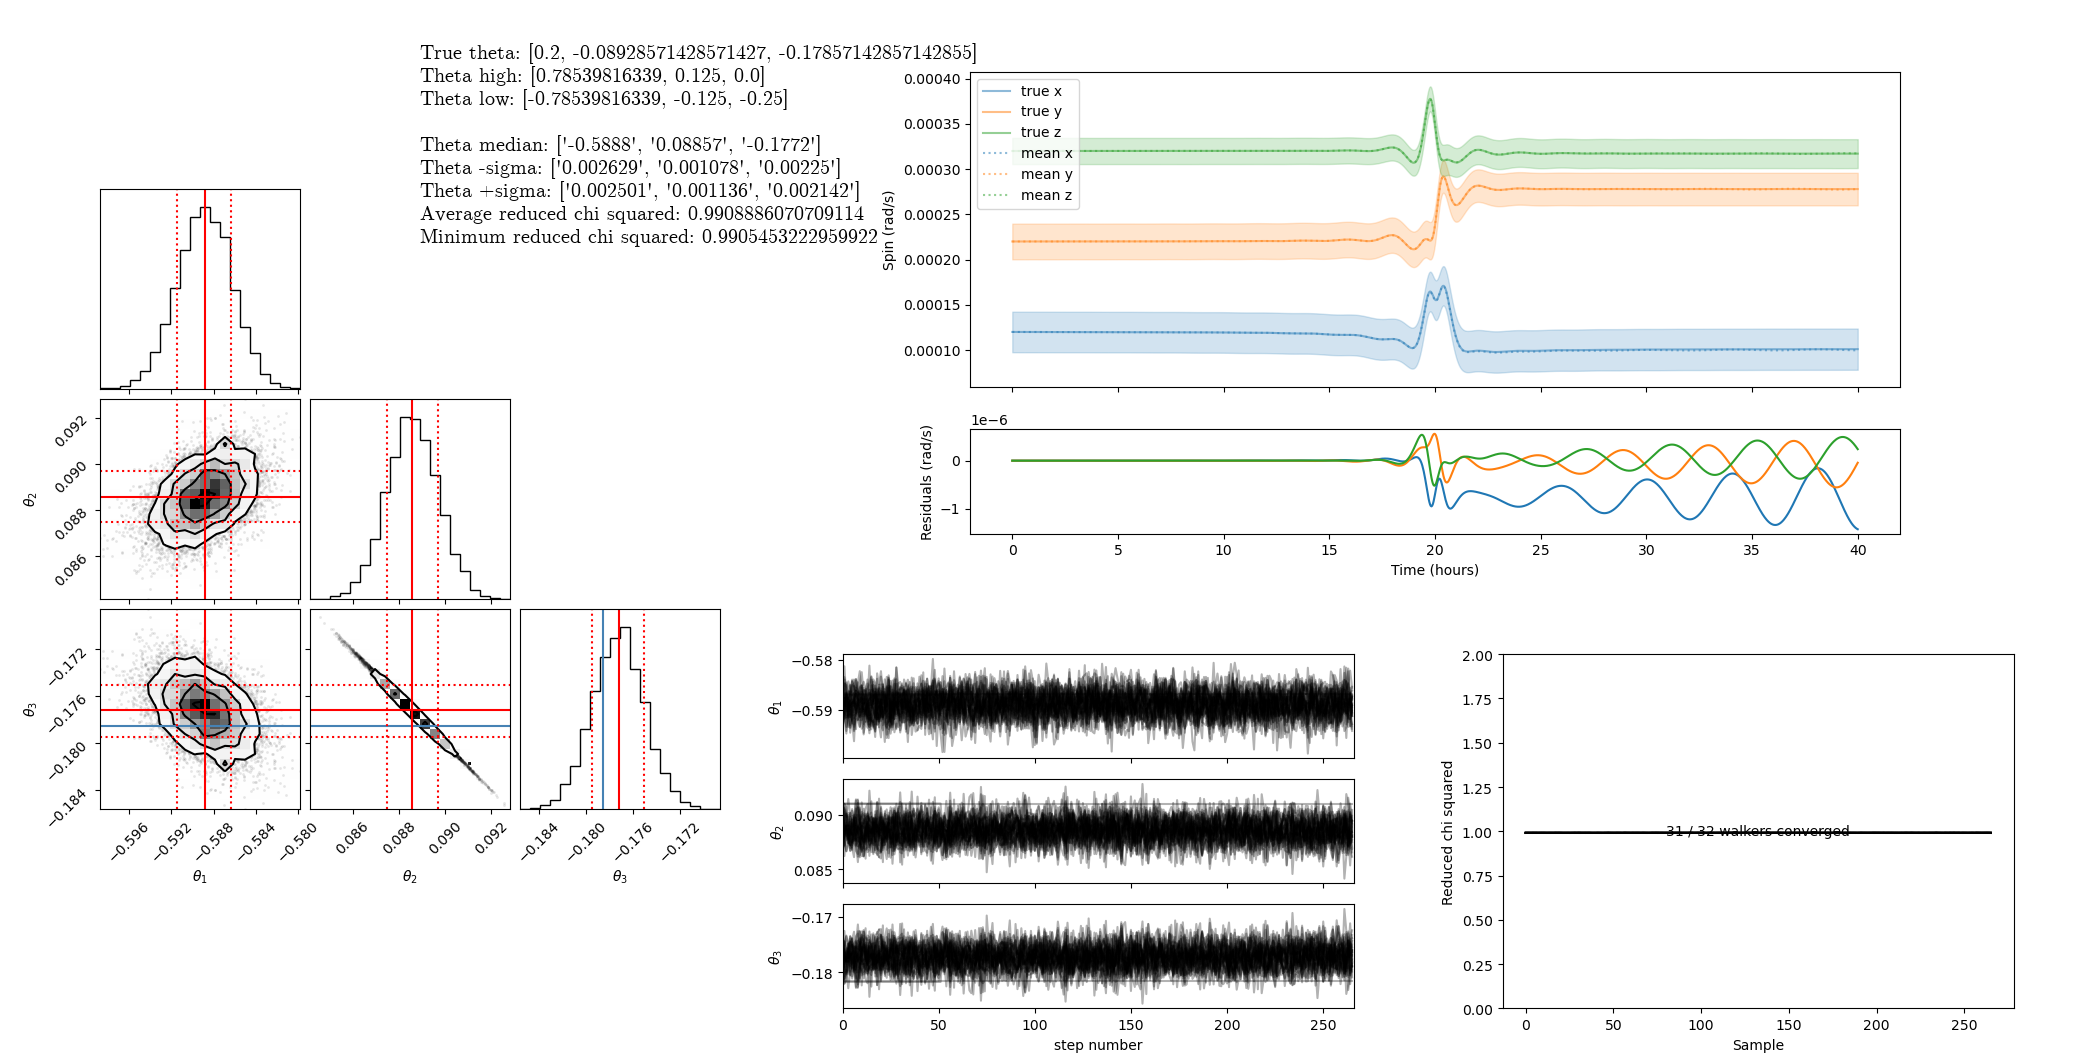 True theta: [0.2, -0.08928571428571427, -0.17857142857142855]
Theta high: [0.78539816339, 0.125, 0.0]
Theta low: [-0.78539816339, -0.125, -0.25]
Theta median: ['-0.5888', '0.08857', '-0.1772']
Theta -sigma: ['0.002629', '0.001078', '0.00225']
Theta +sigma: ['0.002501', '0.001136', '0.002142']
Average reduced chi squared: 0.9908886070709114
Minimum reduced chi squared: 0.9905453222959922
θ2
0.092
0.090
0.088
0.086
θ3
−0.172
−0.176
−0.180
−0.184
−0.596
−0.592
−0.588
−0.584
−0.580
θ1
0.086
0.088
0.090
0.092
θ2
−0.184
−0.180
−0.176
−0.172
θ3
Spin (rad/s)
0.00040
0.00035
0.00030
0.00025
0.00020
0.00015
0.00010
true x
true y
true z
mean x
mean y
mean z
1e−6
Residuals (rad/s)
0
−1
0
5
10
15
20
25
30
35
40
Time (hours)
θ1
−0.58
−0.59
θ2
0.090
0.085
θ3
−0.17
−0.18
0
50
100
150
200
250
step number
Reduced chi squared
2.00
1.75
1.50
1.25
1.00
0.75
0.50
0.25
0.00
31 / 32 walkers converged
0
50
100
150
200
250
Sample